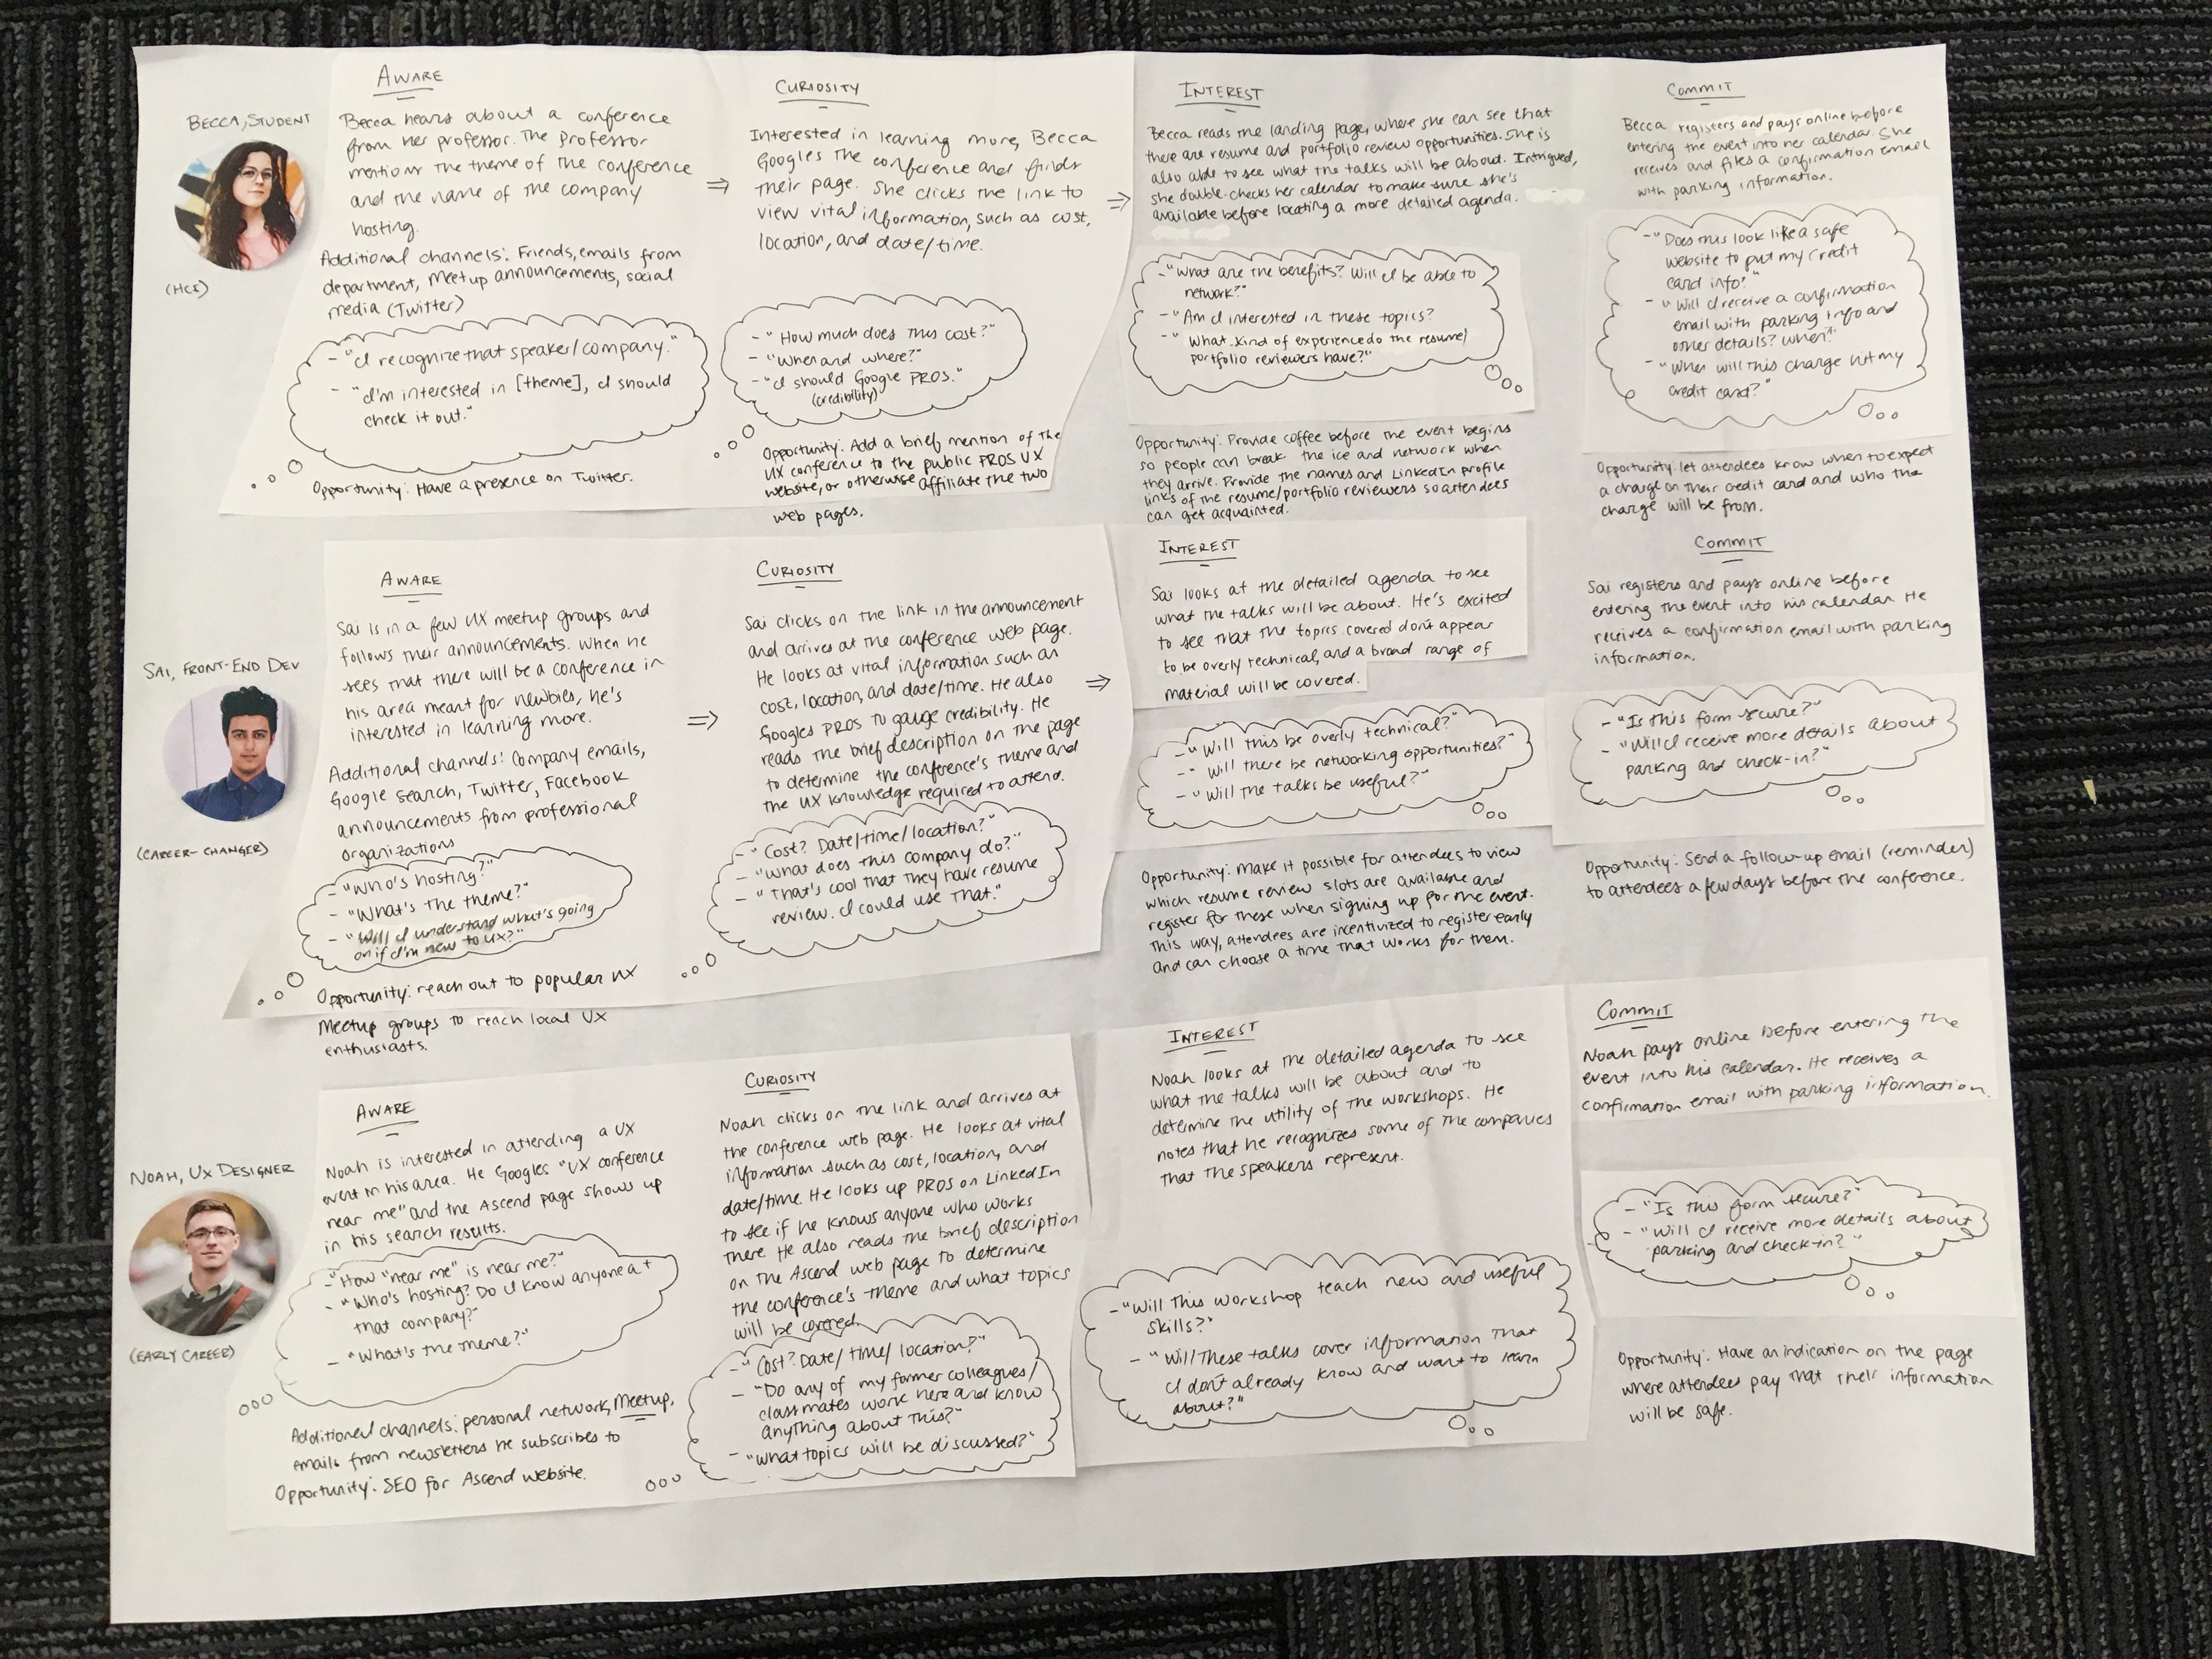 BECCA, STUDENT
(HCI)
AWARE
Becca hears about a conference
from her professor. The professor
mentions the theme of the conference
and the name of the company
hosting.
Additional channels: Friends, emails from
department, Meetup announcements, social
media (Twitter)
- "I recognize that speaker/company."
- "I'm interested in [theme], I should
check it out."
Opportunity: Have a presence on Twitter.
CURIOSITY
Interested in learning more, Becca
Googles the conference and finds
their page. She clicks the link to
view vital information, such as cost,
location, and date/time.
- "How much does this cost?"
- "When and where?"
- "I should Google PROS."
(credibility)
Opportunity: Add a brief mention of the
UX conference to the public PROS UX
website, or otherwise affiliate the two
web pages.
INTEREST
Becca reads the landing page, where she can see that
there are resume and portfolio review opportunities. She is
also able to see what the talks will be about. Intrigued,
she double-checks her calendar to make sure she's
available before locating a more detailed agenda.
- "What are the benefits? Will I be able to
network?"
- "Am I interested in these topics?
- "What kind of experience do the resume/
portfolio reviewers have?"
Opportunity: Provide coffee before the event begins
so people can break the ice and network when
they arrive. Provide the names and LinkedIn profile
links of the resume/portfolio reviewers so attendees
can get acquainted.
COMMIT
Becca registers and pays online before
entering the event into her calendar. She
receives and files a confirmation email
with parking information.
- "Does this look like a safe
website to put my credit
card info?"
- "Will I receive a confirmation
email with parking info and
other details? When?"
- "When will this charge hit my
credit card?"
Opportunity: let attendees know when to expect
a charge on their credit card and who the
charge will be from.
SAI, FRONT-END DEV
(CAREER-CHANGER)
AWARE
Sai is in a few UX meetup groups and
follows their announcements. When he
sees that there will be a conference in
his area meant for newbies, he's
interested in learning more.
Additional channels: Company emails,
Google search, Twitter, Facebook
announcements from professional
organizations
- "Who's hosting?"
- "What's the theme?"
- "Will I understand what's going
on if I'm new to UX?"
Opportunity: reach out to popular UX
Meetup groups to reach local UX
enthusiasts.
CURIOSITY
Sai clicks on the link in the announcement
and arrives at the conference web page.
He looks at vital information such as
cost, location, and date/time. He also
Googles PROS to gauge credibility. He
reads the brief description on the page
to determine the conference's theme and
the UX knowledge required to attend.
- "Cost? Date/time/location?"
- "What does this company do?"
- "That's cool that they have resume
review. I could use that."
INTEREST
Sai looks at the detailed agenda to see
what the talks will be about. He's excited
to see that the topics covered don't appear
to be overly technical, and a broad range of
material will be covered.
- "Will this be overly technical?"
- "Will there be networking opportunities?"
- "Will the talks be useful?"
Opportunity: Make it possible for attendees to view
which resume review slots are available and
register for these when signing up for the event.
This way, attendees are incentivized to register early
and can choose a time that works for them.
COMMIT
Sai registers and pays online before
entering the event into his calendar. He
receives a confirmation email with parking
information.
- "Is this form secure?"
- "Will I receive more details about
parking and check-in?"
Opportunity: Send a follow-up email (reminder)
to attendees a few days before the conference.
NOAH, UX DESIGNER
(EARLY CAREER)
AWARE
Noah is interested in attending a UX
event in his area. He Googles "UX conference
near me" and the Ascend page shows up
in his search results.
- "How "near me" is near me?"
- "Who's hosting? Do I know anyone at
that company?"
- "What's the theme?"
Additional channels: personal network, Meetup,
emails from newsletters he subscribes to
Opportunity: SEO for Ascend website.
CURIOSITY
Noah clicks on the link and arrives at
the conference web page. He looks at vital
information such as cost, location, and
date/time. He looks up PROS on LinkedIn
to see if he knows anyone who works
there. He also reads the brief description
on the Ascend web page to determine
the conference's theme and what topics
will be covered.
- "Cost? Date/time/location?"
- "Do any of my former colleagues/
classmates work here and know
anything about this?"
- "What topics will be discussed?"
INTEREST
Noah looks at the detailed agenda to see
what the talks will be about and to
determine the utility of the workshops. He
notes that he recognizes some of the companies
that the speakers represent.
- "Will this workshop teach new and useful
skills?"
- "Will these talks cover information that
I don't already know and want to learn
about?"
COMMIT
Noah pays online before entering the
event into his calendar. He receives a
confirmation email with parking information.
- "Is this form secure?"
- "Will I receive more details about
parking and check-in?"
Opportunity: Have an indication on the page
where attendees pay that their information
will be safe.